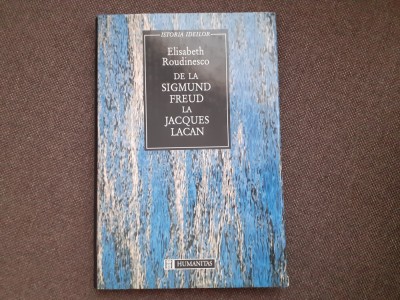 ISTORIA IDEILOR
Elisabeth
Roudinesco
DE LA
SIGMUND
FREUD
LA
JACQUES
LACAN
H HUMANITAS